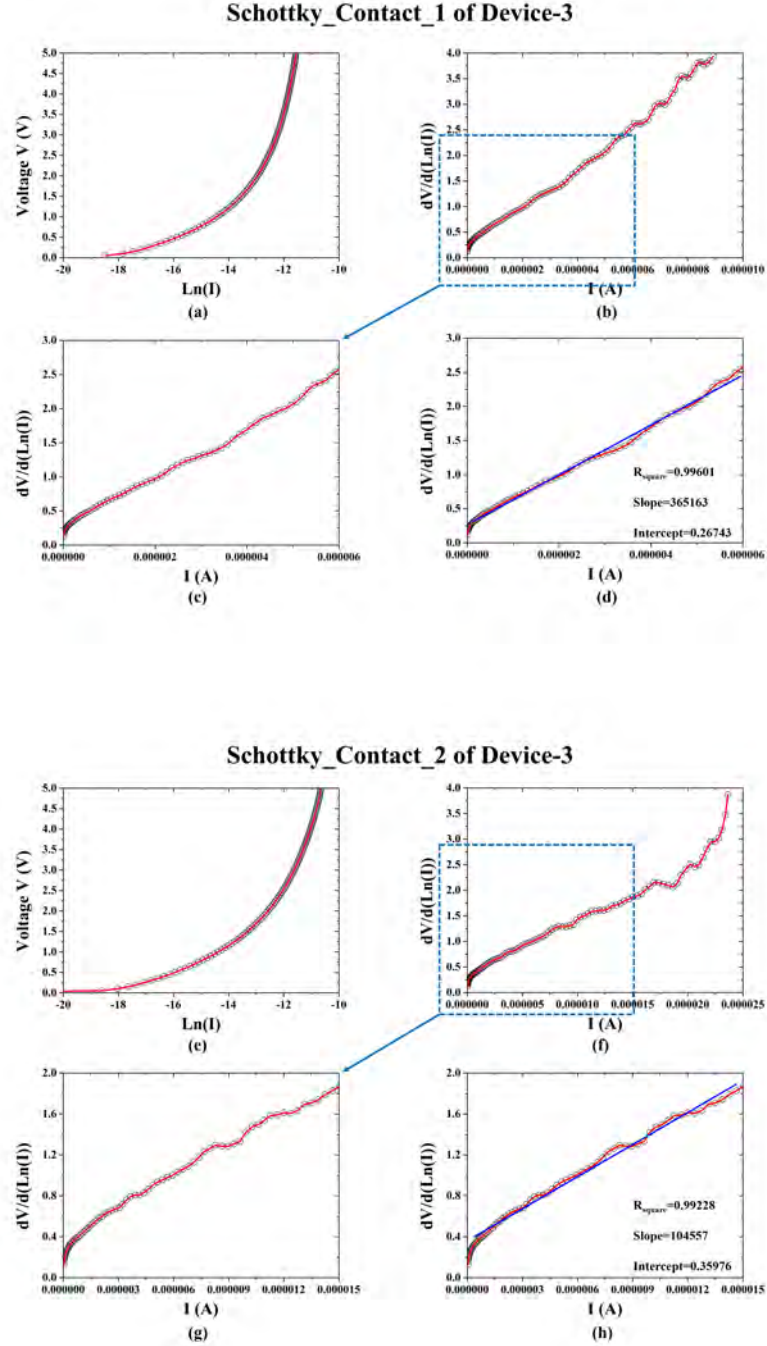 Schottky_Contact_1 of Device-3
Voltage V (V)
5.0
4.5
4.0
3.5
3.0
2.5
2.0
1.5
1.0
0.5
0.0
-20 -18 -16 -14 -12 -10
Ln(I)
(a)
dV/d(Ln(I))
4.0
3.5
3.0
2.5
2.0
1.5
1.0
0.5
0.0
0.000000 0.000002 0.000004 0.000006 0.000008 0.000010
I (A)
(b)
dV/d(Ln(I))
3.0
2.5
2.0
1.5
1.0
0.5
0.0
0.000000 0.000002 0.000004 0.000006
I (A)
(c)
dV/d(Ln(I))
3.0
2.5
2.0
1.5
1.0
0.5
0.0
R_square=0.99601
Slope=365163
Intercept=0.26743
0.000000 0.000002 0.000004 0.000006
I (A)
(d)
Schottky_Contact_2 of Device-3
Voltage V (V)
5.0
4.5
4.0
3.5
3.0
2.5
2.0
1.5
1.0
0.5
0.0
-20 -18 -16 -14 -12 -10
Ln(I)
(e)
dV/d(Ln(I))
4.0
3.5
3.0
2.5
2.0
1.5
1.0
0.5
0.0
0.000000 0.000005 0.000010 0.000015 0.000020 0.000025
I (A)
(f)
dV/d(Ln(I))
2.0
1.6
1.2
0.8
0.4
0.0
0.000000 0.000003 0.000006 0.000009 0.000012 0.000015
I (A)
(g)
dV/d(Ln(I))
2.0
1.6
1.2
0.8
0.4
0.0
R_square=0.99228
Slope=104557
Intercept=0.35976
0.000000 0.000003 0.000006 0.000009 0.000012 0.000015
I (A)
(h)